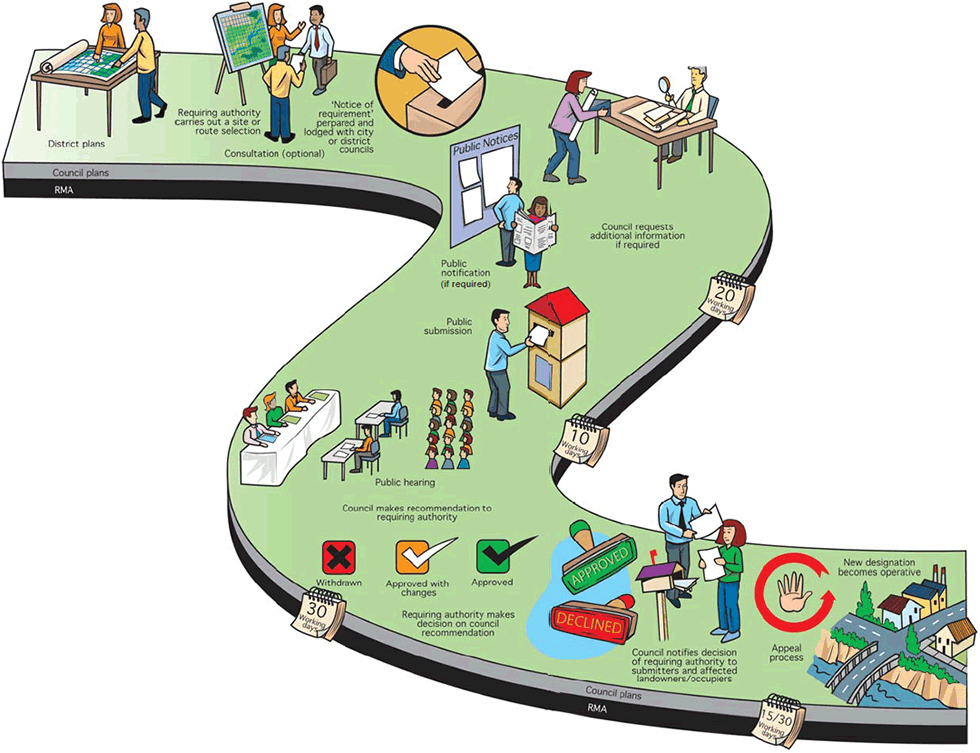 District plans
Requiring authority
carries out a site or
route selection
Consultation (optional)
'Notice of
requirement'
perpared and
lodged with city
or district
councils
Council plans
RMA
Public Notices
Public
notification
(if required)
Council requests
additional information
if required
20
Working
days
Public
submission
10
Working
days
Public hearing
Council makes recommendation to
requiring authority
Withdrawn
Approved with
changes
Approved
30
Working
days
Requiring authority makes
decision on council
recommendation
APPROVED
DECLINED
Council notifies decision
of requiring authority to
submitters and affected
landowners/occupiers
Appeal
process
New designation
becomes operative
Council plans
RMA
15/30
Working
days